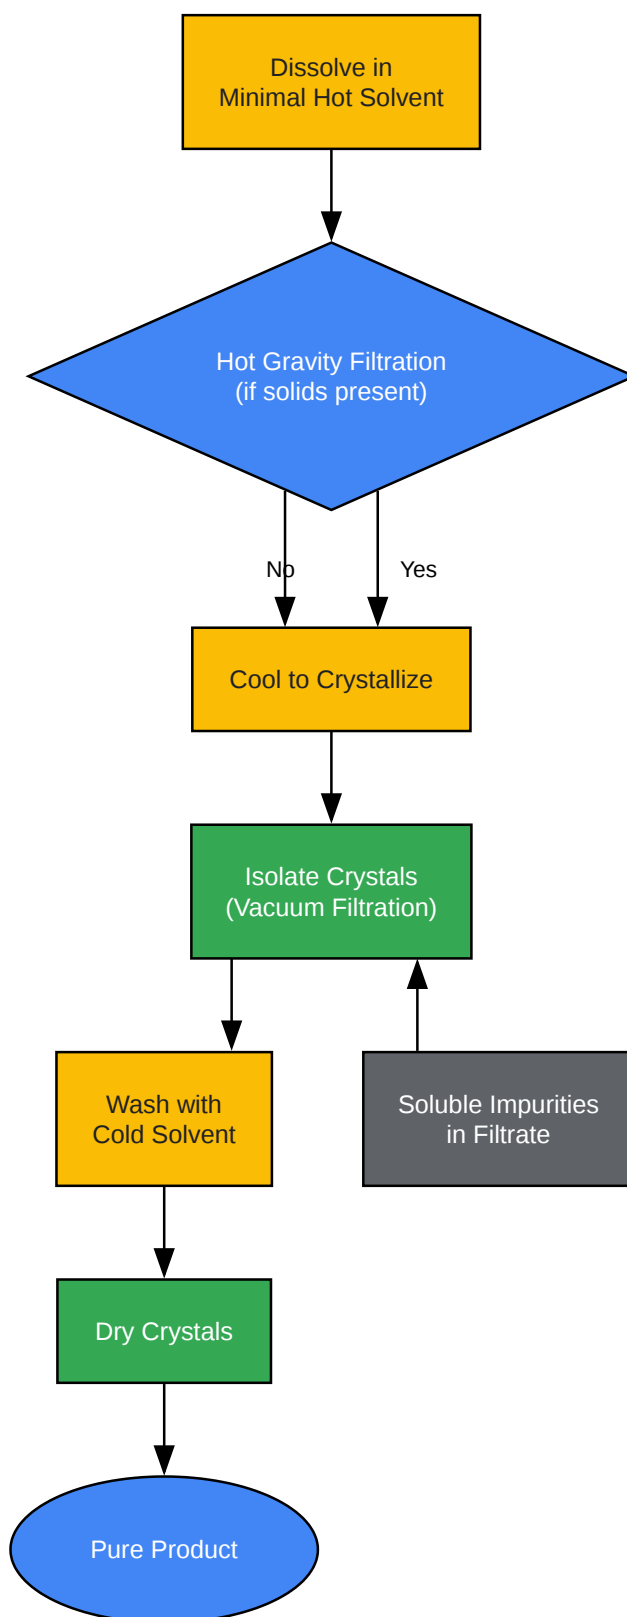 Dissolve in
Minimal Hot Solvent
Hot Gravity Filtration
(if solids present)
No
Yes
Cool to Crystallize
Isolate Crystals
(Vacuum Filtration)
Wash with
Cold Solvent
Soluble Impurities
in Filtrate
Dry Crystals
Pure Product